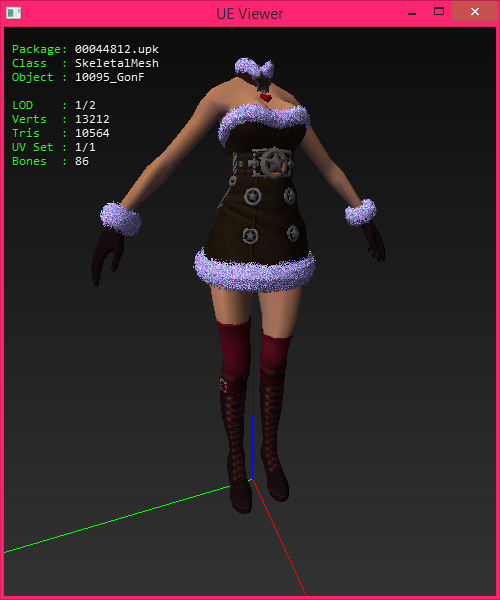 UE Viewer
Package: 00044812.upk
Class : SkeletalMesh
Object : 10095_GonF
LOD : 1/2
Verts : 13212
Tris : 10564
UV Set : 1/1
Bones : 86